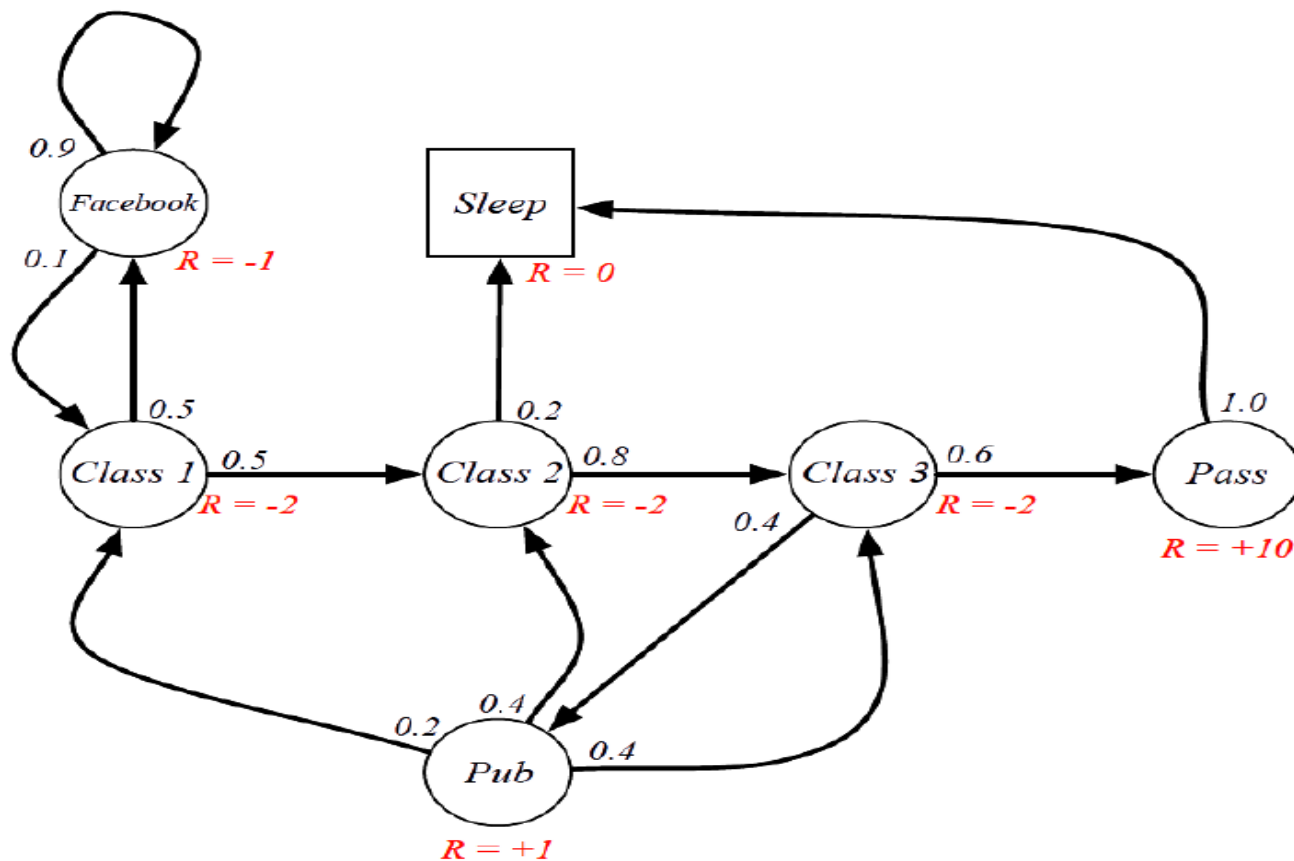 0.9
Facebook
Sleep
0.1
R = -1
R = 0
0.5
0.2
1.0
Class 1
0.5
Class 2
0.8
Class 3
0.6
Pass
R = -2
R = -2
R = -2
0.4
R = +10
0.4
0.2
0.4
Pub
R = +1